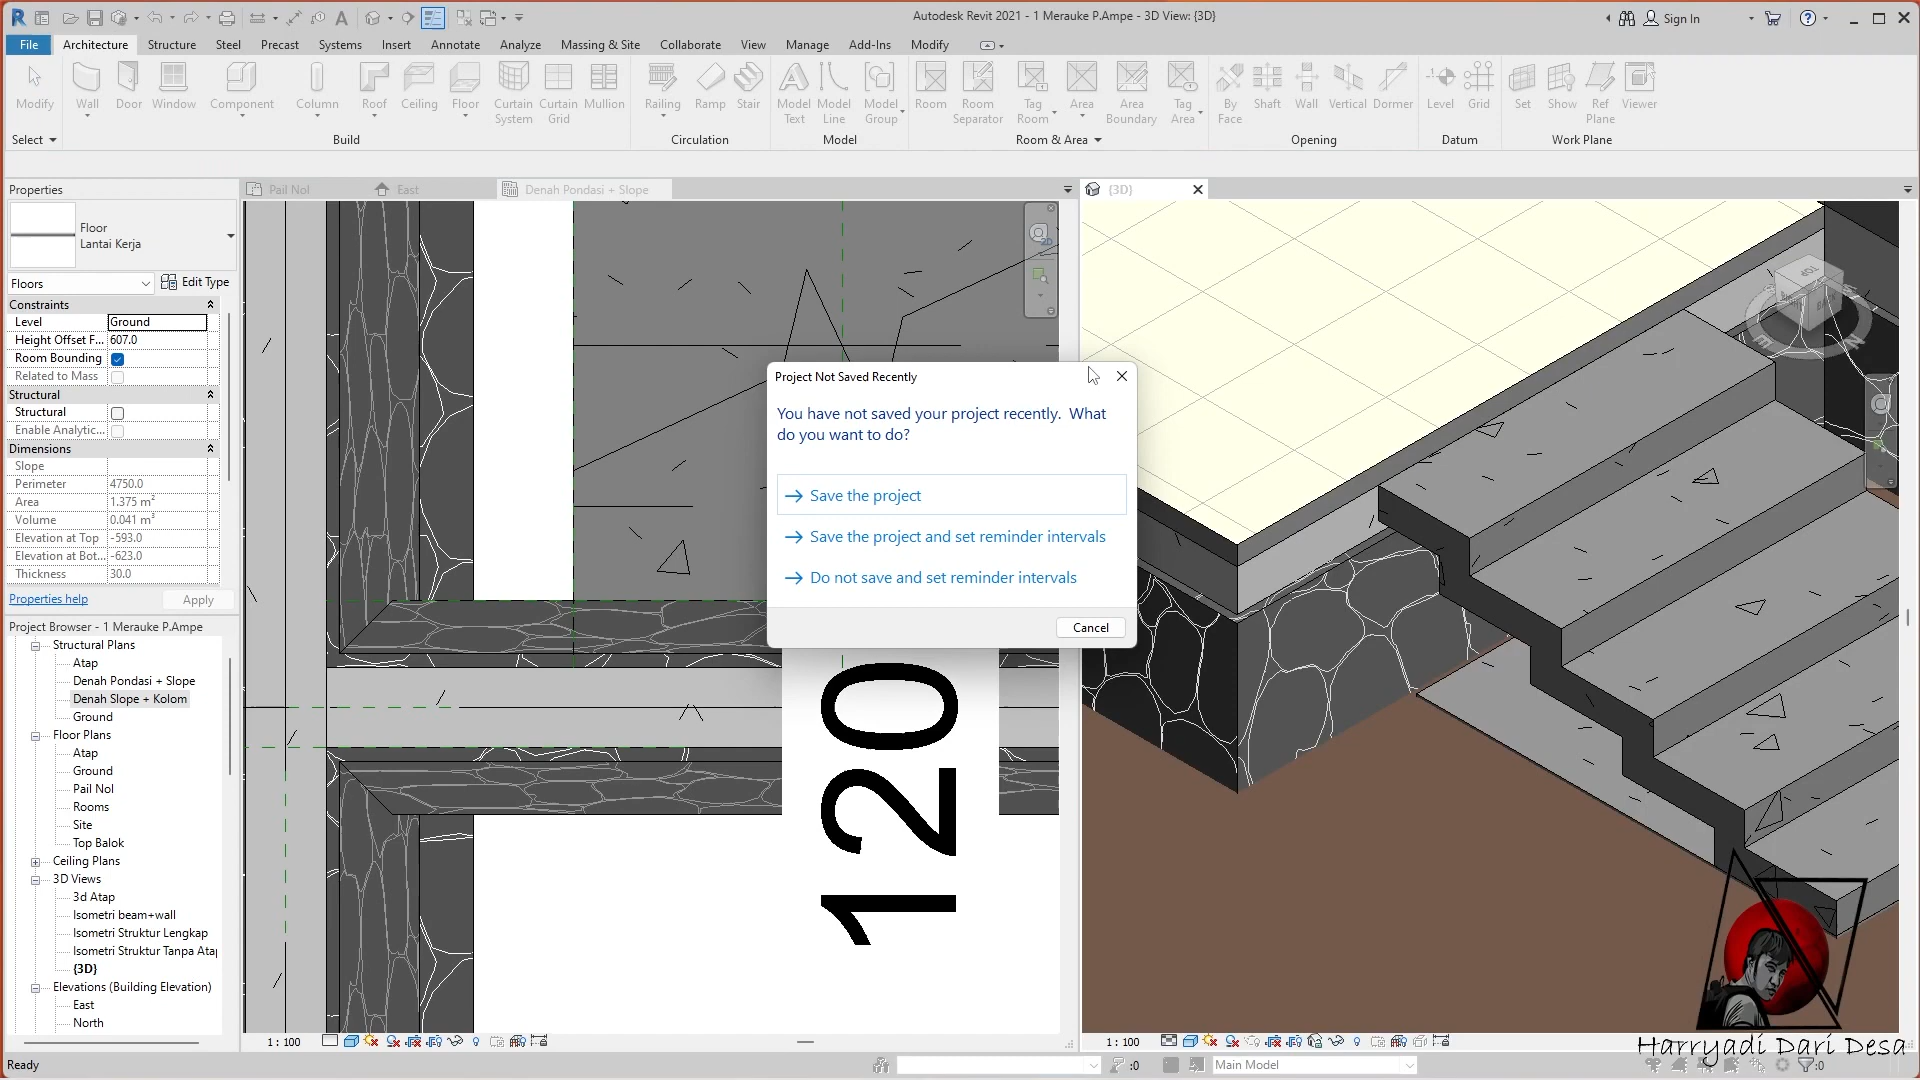 Autodesk Revit 2021 - 1 Merauke P.Ampe - 3D View: {3D}
Sign In
File Architecture Structure Steel Precast Systems Insert Annotate Analyze Massing & Site Collaborate View Manage Add-Ins Modify
Modify Wall Door Window Component Column Roof Ceiling Floor Curtain System Curtain Grid Mullion Railing Ramp Stair Model Text Model Line Model Group Room Room Separator Tag Room Area Area Boundary Tag Area By Face Shaft Wall Vertical Dormer Level Grid Set Show Ref Plane Viewer
Select Build Circulation Model Room & Area Opening Datum Work Plane
Properties
Pail Nol East Denah Pondasi + Slope {3D}
Floor
Lantai Kerja
Floors Edit Type
Constraints
Level Ground
Height Offset F... 607.0
Room Bounding
Related to Mass
Structural
Structural
Enable Analytic...
Dimensions
Slope
Perimeter 4750.0
Area 1.375 m²
Volume 0.041 m³
Elevation at Top -593.0
Elevation at Bot... -623.0
Thickness 30.0
Properties help Apply
Project Browser - 1 Merauke P.Ampe
Structural Plans
Atap
Denah Pondasi + Slope
Denah Slope + Kolom
Ground
Floor Plans
Atap
Ground
Pail Nol
Rooms
Site
Top Balok
Ceiling Plans
3D Views
3d Atap
Isometri beam+wall
Isometri Struktur Lengkap
Isometri Struktur Tanpa Ata
{3D}
Elevations (Building Elevation)
East
North
Project Not Saved Recently
You have not saved your project recently. What
do you want to do?
Save the project
Save the project and set reminder intervals
Do not save and set reminder intervals
Cancel
120
1 : 100
1 : 100
Harryadi Dari Desa
Ready
:0
Main Model
:0